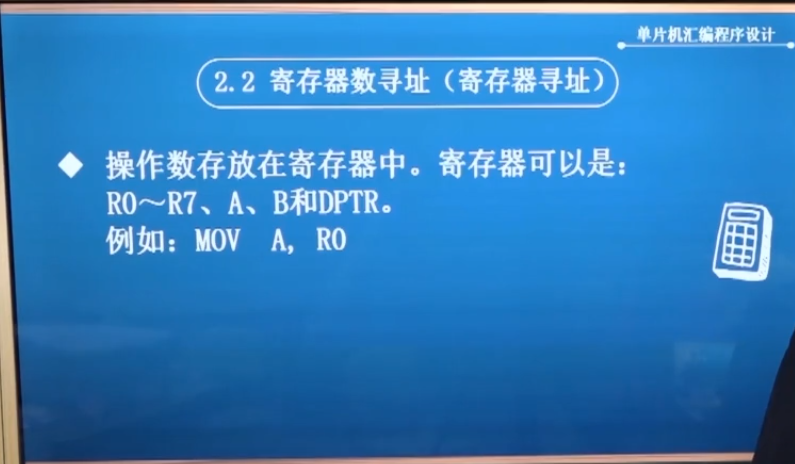 单片机汇编程序设计
2.2 寄存器数寻址（寄存器寻址）
操作数存放在寄存器中。寄存器可以是：
R0～R7、A、B和DPTR。
例如：MOV A, R0